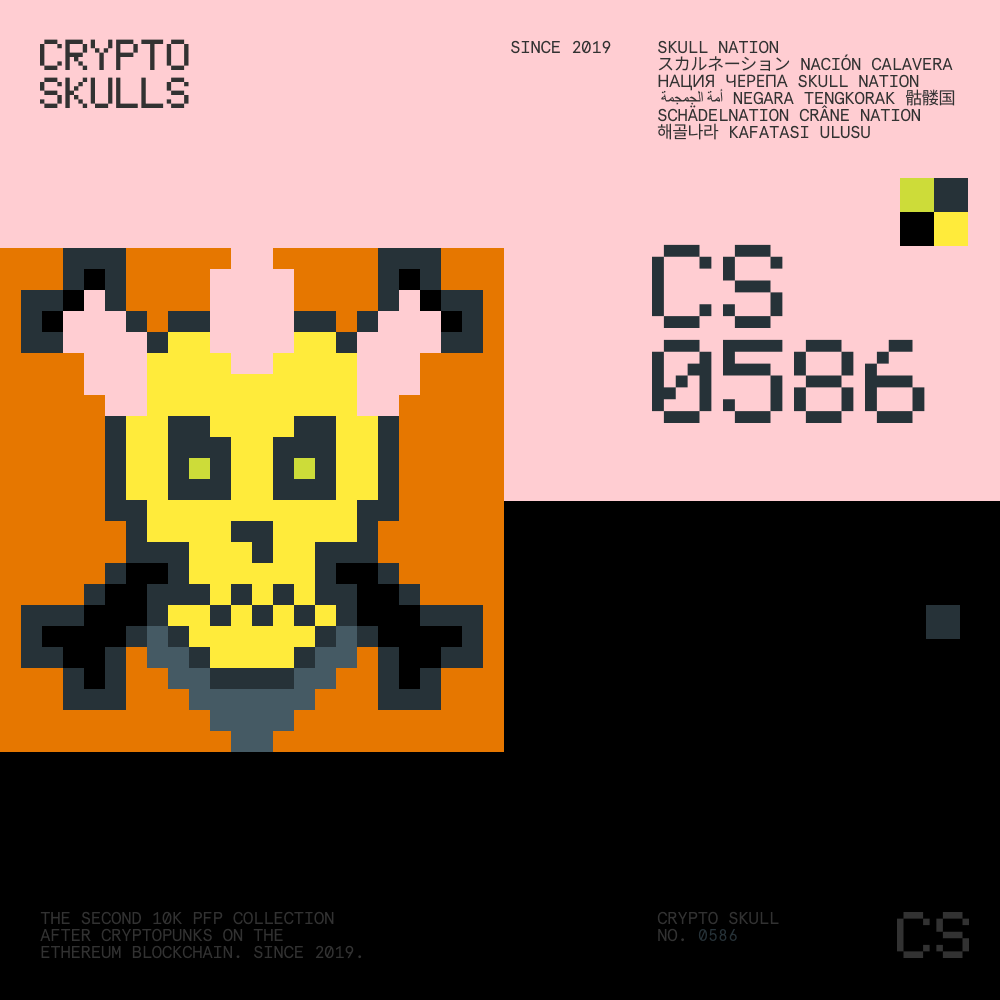 CRYPTO
SKULLS
SINCE 2019
SKULL NATION
スカルネーション NACIÓN CALAVERA
НАЦИЯ ЧЕРЕПА SKULL NATION
أمة الجمجمة NEGARA TENGKORAK 骷髅国
SCHÄDELNATION CRÂNE NATION
해골나라 KAFATASI ULUSU
CS
0586
THE SECOND 10K PFP COLLECTION
AFTER CRYPTOPUNKS ON THE
ETHEREUM BLOCKCHAIN. SINCE 2019.
CRYPTO SKULL
NO. 0586
CS